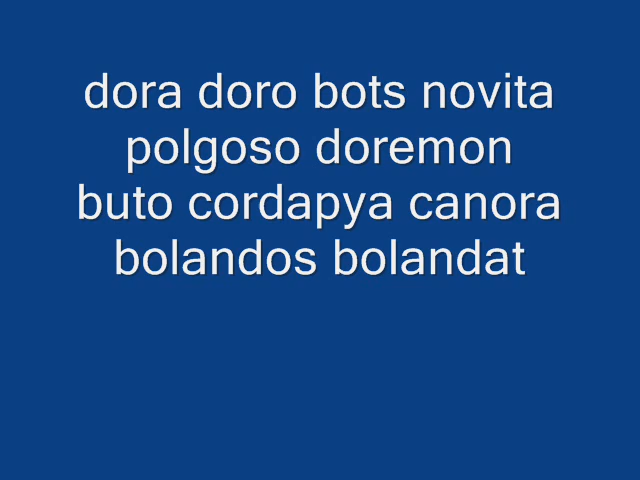 dora doro bots novita
polgoso doremon
buto cordapya canora
bolandos bolandat